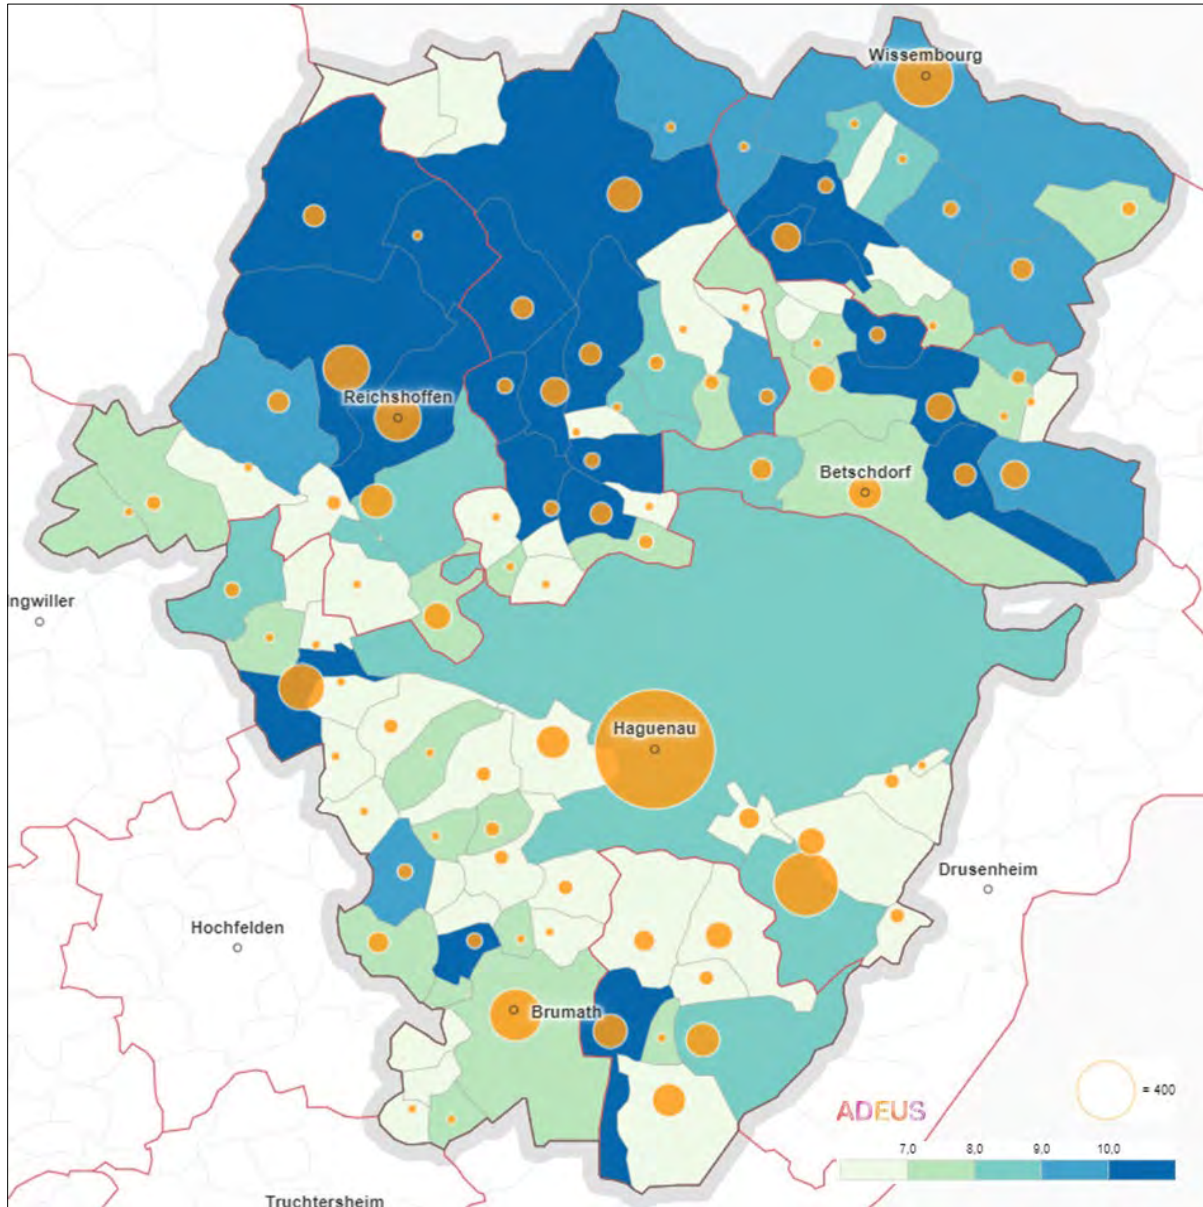 Wissembourg
Reichshoffen
Betschdorf
ngwiller
Haguenau
Drusenheim
Hochfelden
Brumath
= 400
ADEUS
7,0 8,0 9,0 10,0
Truchtersheim